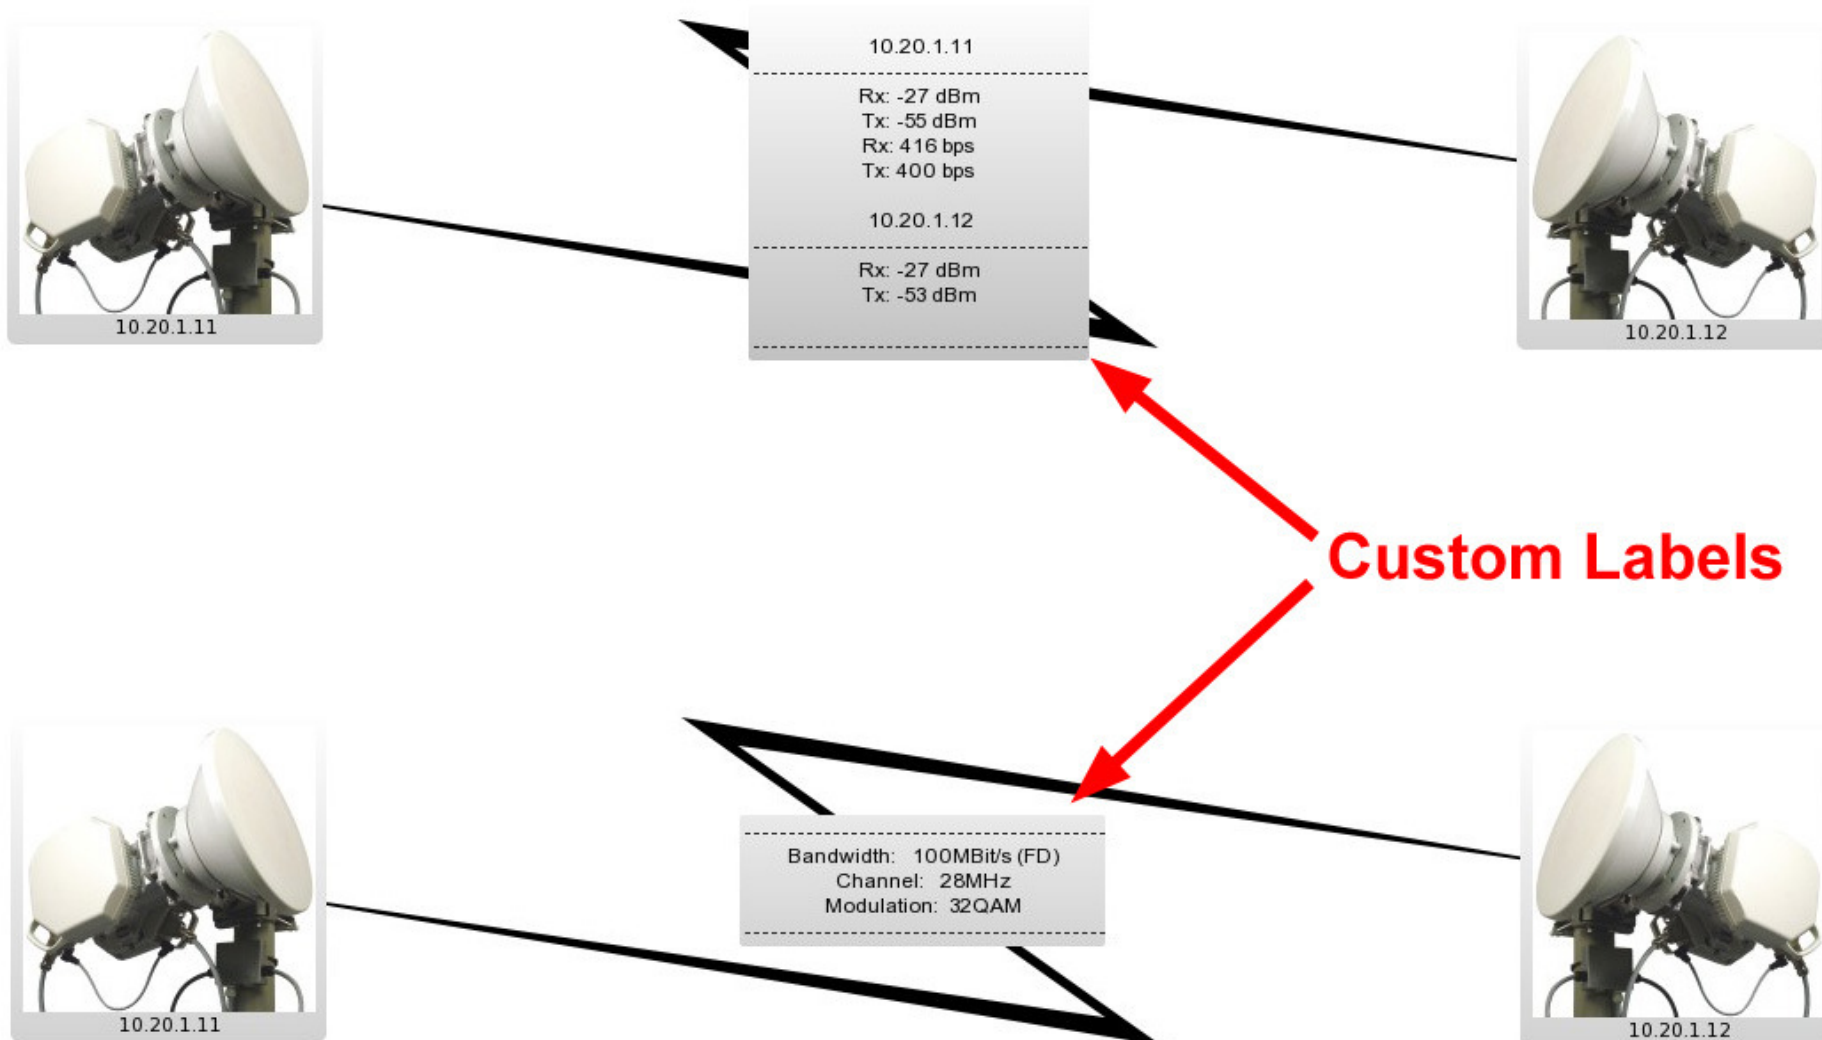 10.20.1.11
Rx: -27 dBm
Tx: -55 dBm
Rx: 416 bps
Tx: 400 bps
10.20.1.12
Rx: -27 dBm
Tx: -53 dBm
10.20.1.11
10.20.1.12
Custom Labels
Bandwidth: 100MBit/s (FD)
Channel: 28MHz
Modulation: 32QAM
10.20.1.11
10.20.1.12